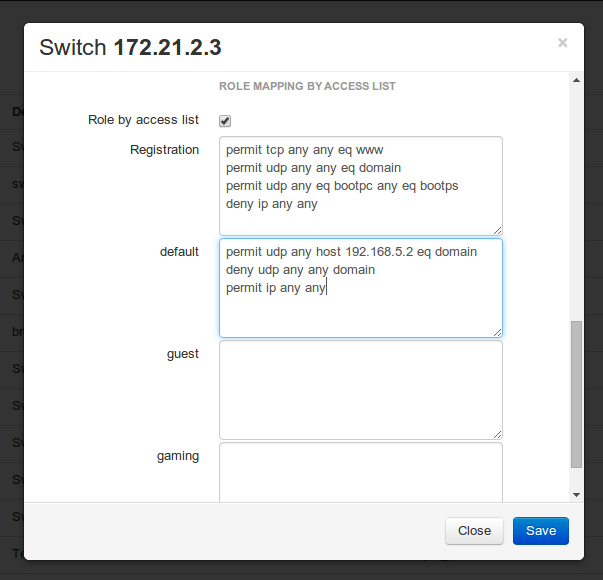 Switch 172.21.2.3
×
ROLE MAPPING BY ACCESS LIST
Role by access list
Registration
permit tcp any any eq www
permit udp any any eq domain
permit udp any eq bootpc any eq bootps
deny ip any any
default
permit udp any host 192.168.5.2 eq domain
deny udp any any domain
permit ip any any
guest
gaming
Close
Save